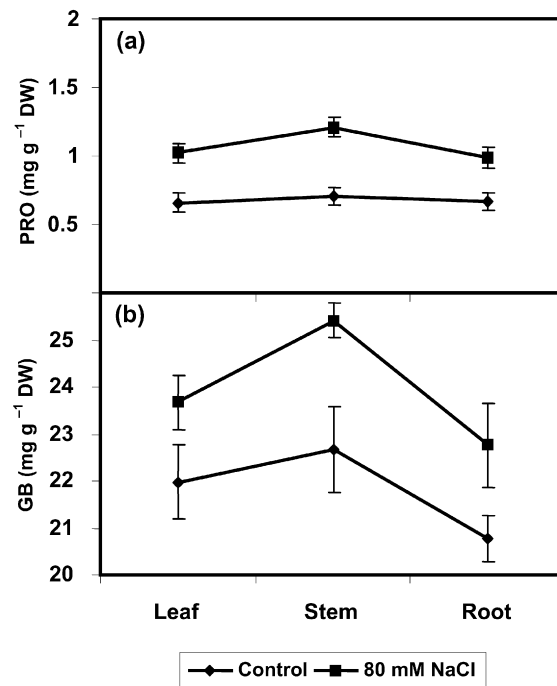 2
(a)
1.5
1
0.5
PRO (mg g⁻¹ DW)
(b)
25
24
23
22
21
20
GB (mg g⁻¹ DW)
Leaf Stem Root
Control 80 mM NaCl